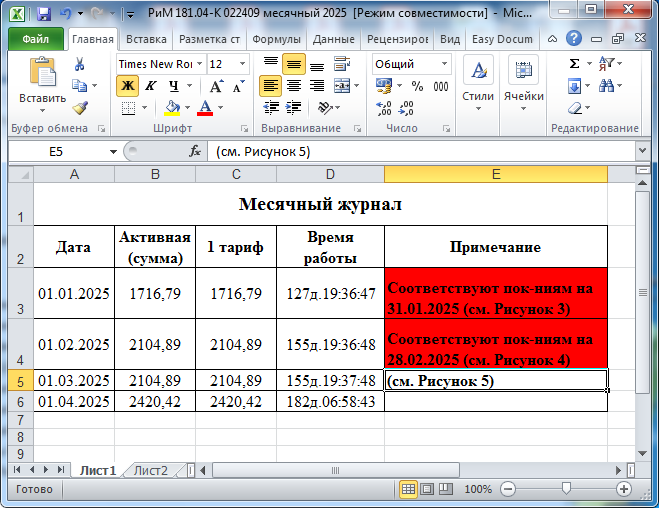 РиМ 181.04-К 022409 месячный 2025 [Режим совместимости] - Mic...
Файл Главная Вставка Разметка ст Формулы Данные Рецензиров Вид Easy Docum
Times New Ro 12 Общий
Вставить Ж К Ч A A % 000 Стили Ячейки Σ
Буфер обмена Шрифт Выравнивание Число Редактирование
E5 fx (см. Рисунок 5)
A B C D E
1 Месячный журнал
2 Дата Активная (сумма) 1 тариф Время работы Примечание
3 01.01.2025 1716,79 1716,79 127д.19:36:47 Соответствуют пок-ниям на
31.01.2025 (см. Рисунок 3)
4 01.02.2025 2104,89 2104,89 155д.19:36:48 Соответствуют пок-ниям на
28.02.2025 (см. Рисунок 4)
5 01.03.2025 2104,89 2104,89 155д.19:37:48 (см. Рисунок 5)
6 01.04.2025 2420,42 2420,42 182д.06:58:43
7
8
9
Лист1 Лист2
Готово 100%